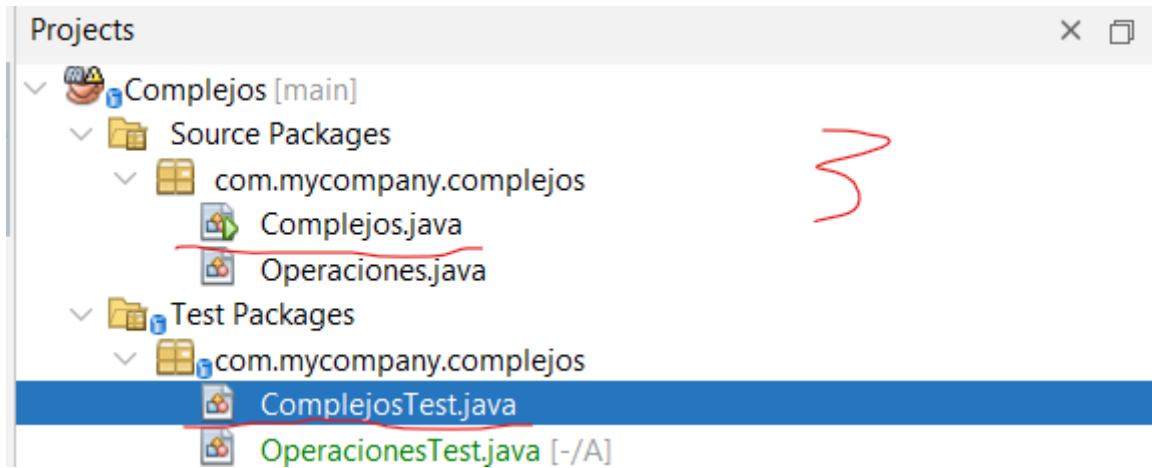 Projects
Complejos [main]
Source Packages
3
com.mycompany.complejos
Complejos.java
Operaciones.java
Test Packages
com.mycompany.complejos
ComplejosTest.java
OperacionesTest.java [-/A]